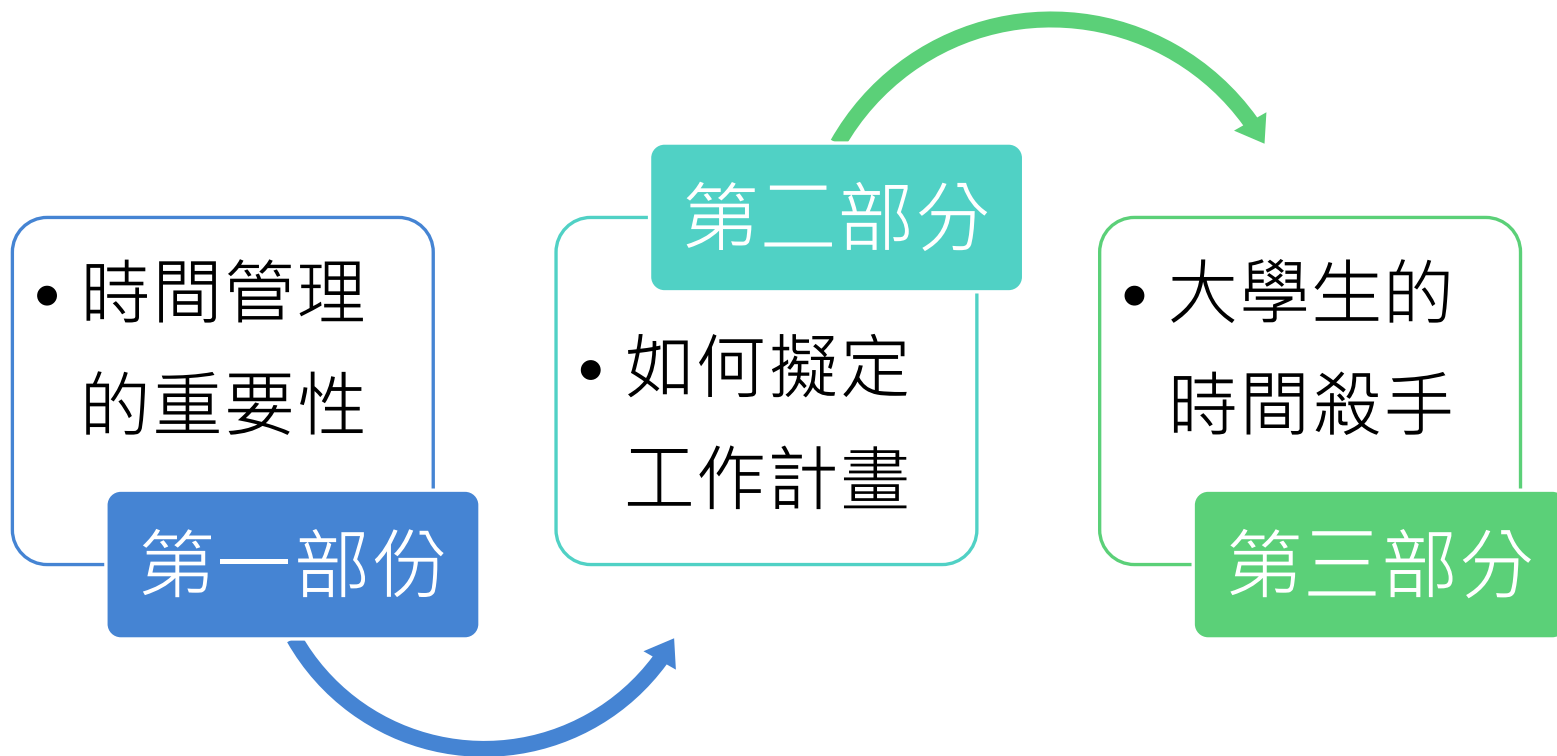 • 時間管理
的重要性
第一部份
第二部分
• 如何擬定
工作計畫
• 大學生的
時間殺手
第三部分